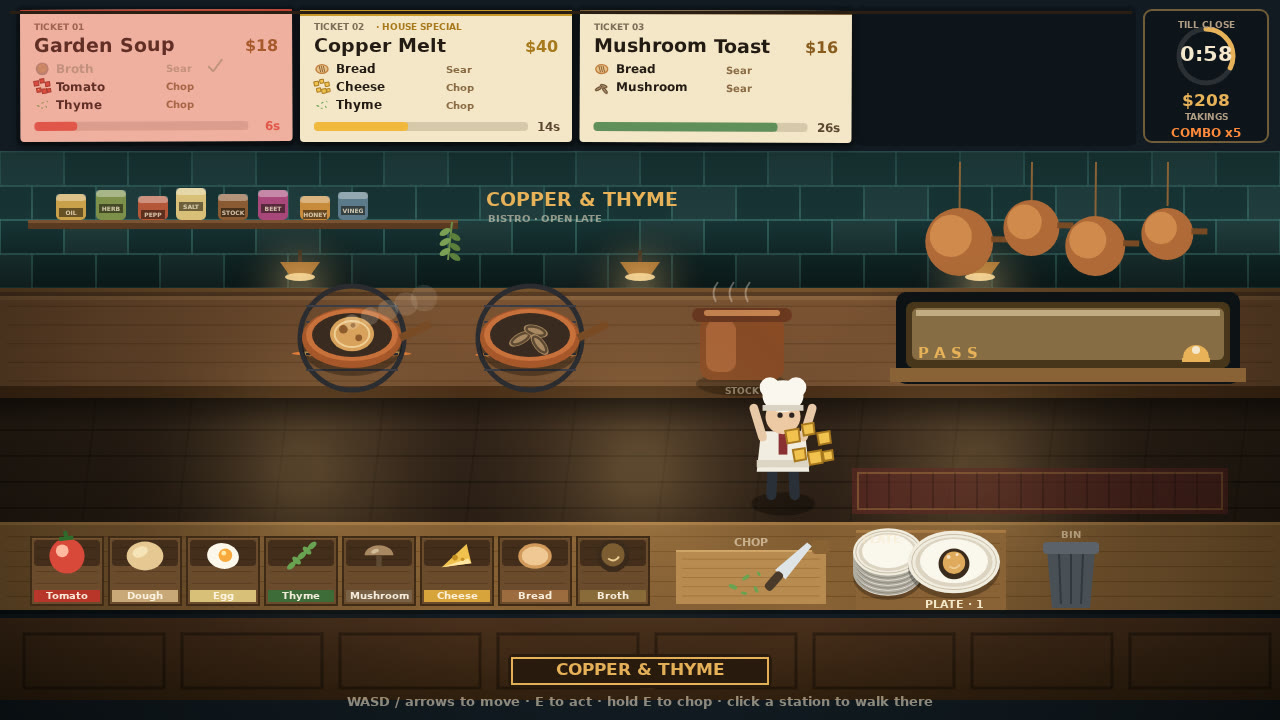 TICKET 01
Garden Soup $18
Broth Sear
Tomato Chop
Thyme Chop
6s
TICKET 02 · HOUSE SPECIAL
Copper Melt $40
Bread Sear
Cheese Chop
Thyme Chop
14s
TICKET 03
Mushroom Toast $16
Bread Sear
Mushroom Sear
26s
TILL CLOSE
0:58
$208
TAKINGS
COMBO x5
OIL
HERB
PEPP
SALT
STOCK
BEET
HONEY
VINEG
COPPER & THYME
BISTRO · OPEN LATE
PASS
STOCK
CHOP
BIN
Tomato
Dough
Egg
Thyme
Mushroom
Cheese
Bread
Broth
PLATE · 1
COPPER & THYME
WASD / arrows to move · E to act · hold E to chop · click a station to walk there